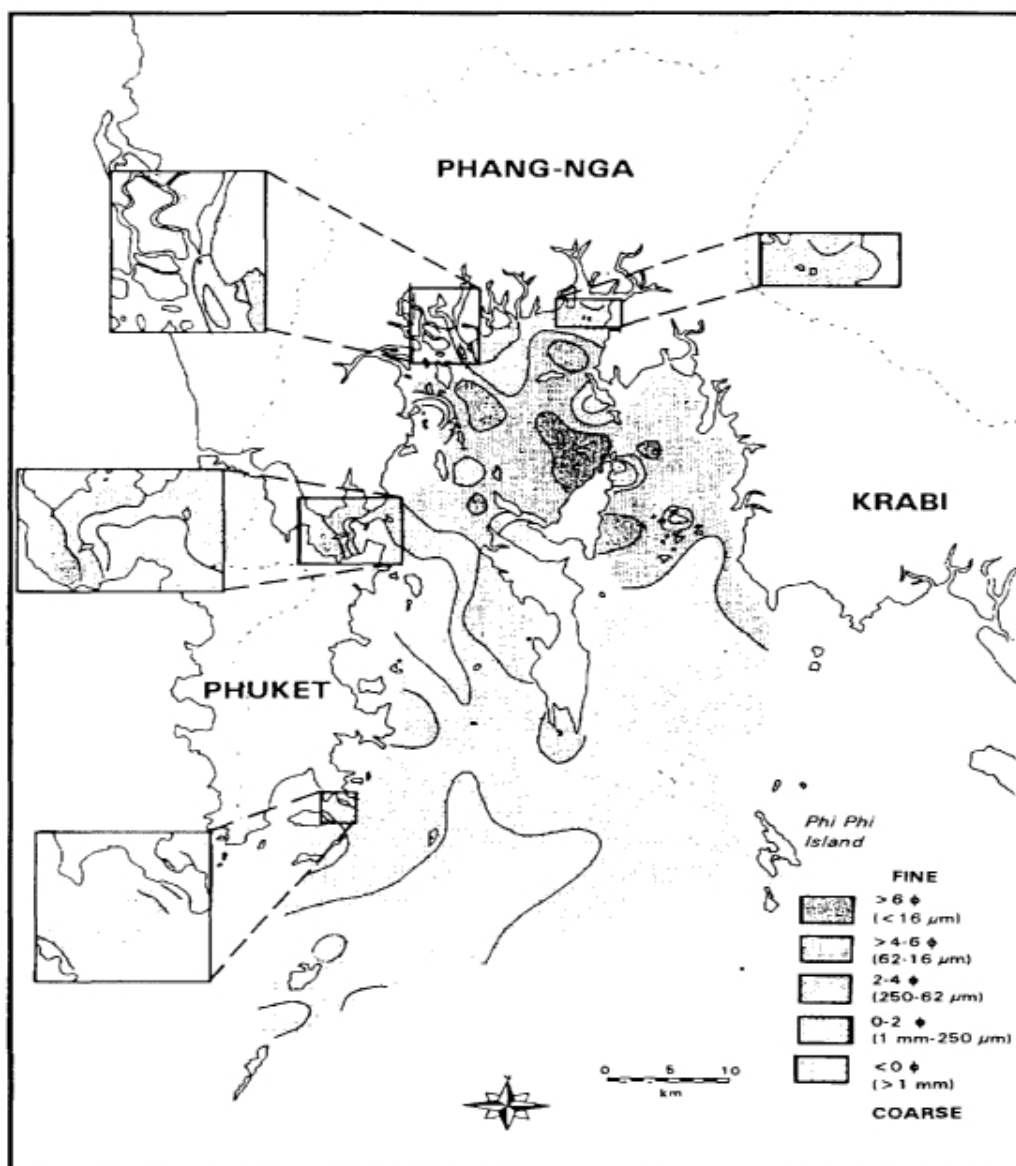 PHANG-NGA
KRABI
PHUKET
Phi Phi
Island
FINE
>6 ϕ
(<16 μm)
>4-6 ϕ
(62-16 μm)
2-4 ϕ
(250-62 μm)
0-2 ϕ
(1 mm-250 μm)
<0 ϕ
(>1 mm)
COARSE
0 5 10
km